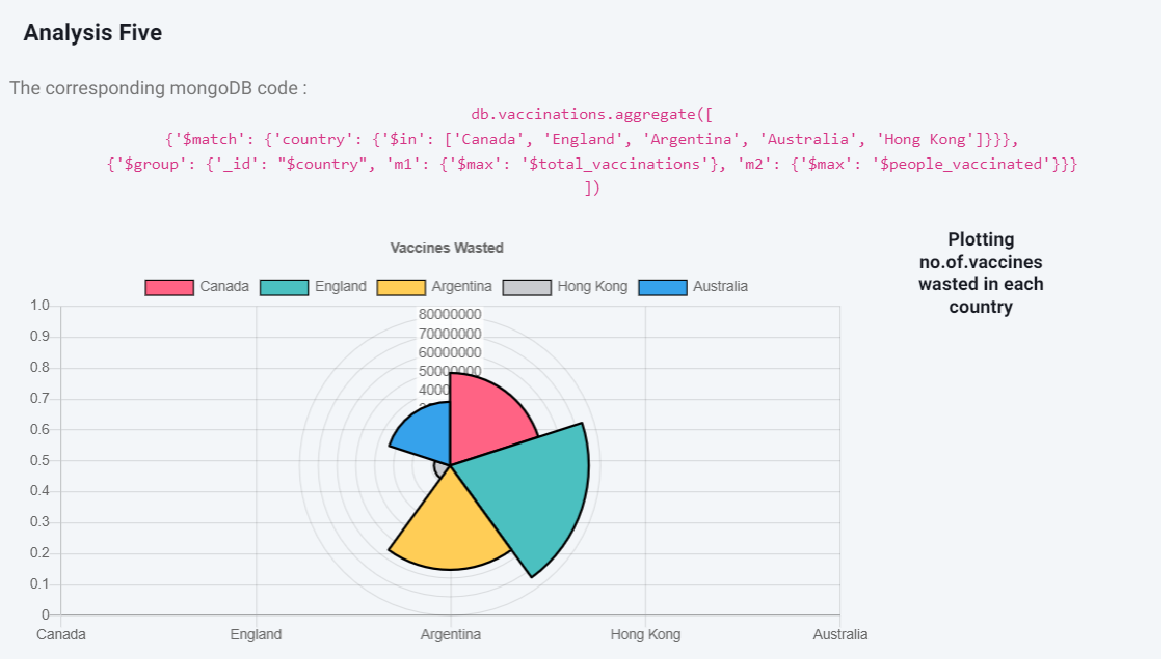 Analysis Five
The corresponding mongoDB code :
db.vaccinations.aggregate([
{'$match': {'country': {'$in': ['Canada', 'England', 'Argentina', 'Australia', 'Hong Kong']}}},
{'$group': {'_id': "$country", 'm1': {'$max': '$total_vaccinations'}, 'm2': {'$max': '$people_vaccinated'}}}
])
Vaccines Wasted
Canada England Argentina Hong Kong Australia
Plotting
no.of.vaccines
wasted in each
country
80000000
70000000
60000000
50000000
1.0
0.9
0.8
0.7
0.6
0.5
0.4
0.3
0.2
0.1
0
Canada England Argentina Hong Kong Australia